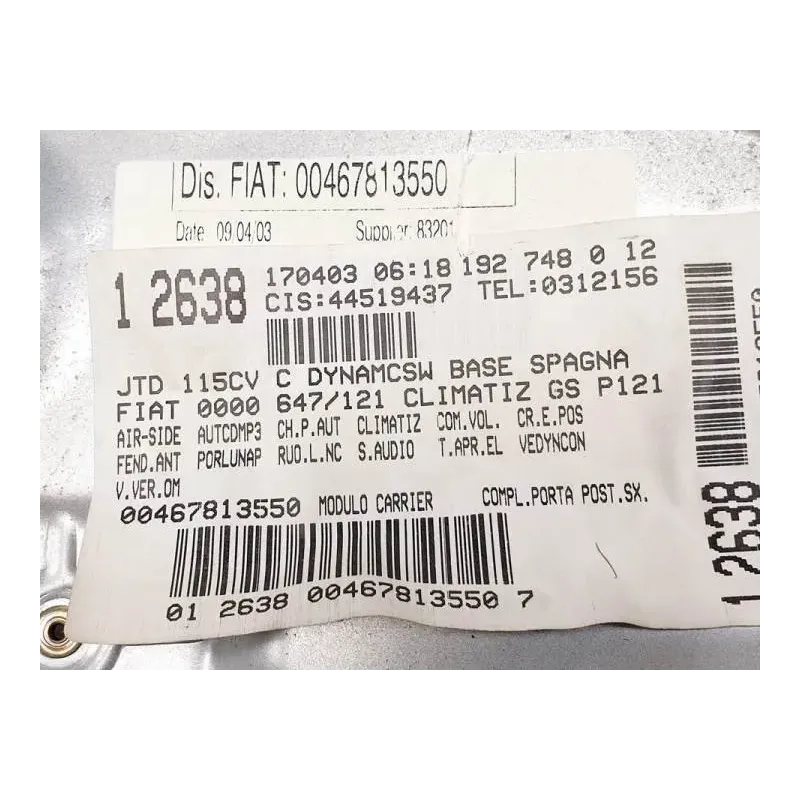 Dis. FIAT: 00467813550
Date 09/04/03 Supplier 83201
1 2638 170403 06:18 192 748 0 12
CIS:44519437 TEL:0312156
JTD 115CV C DYNAMCSW BASE SPAGNA
FIAT 0000 647/121 CLIMATIZ GS P121
AIR-SIDE AUTCDMP3 CH.P.AUT CLIMATIZ COM.VOL. CR.E.POS
FEND.ANT PORLUNAP RUO.L.NC S.AUDIO T.APR.EL VEDYNCON
V.VER.OM
00467813550 MODULO CARRIER COMPL.PORTA POST.SX.
01 2638 00467813550 7
1 2638